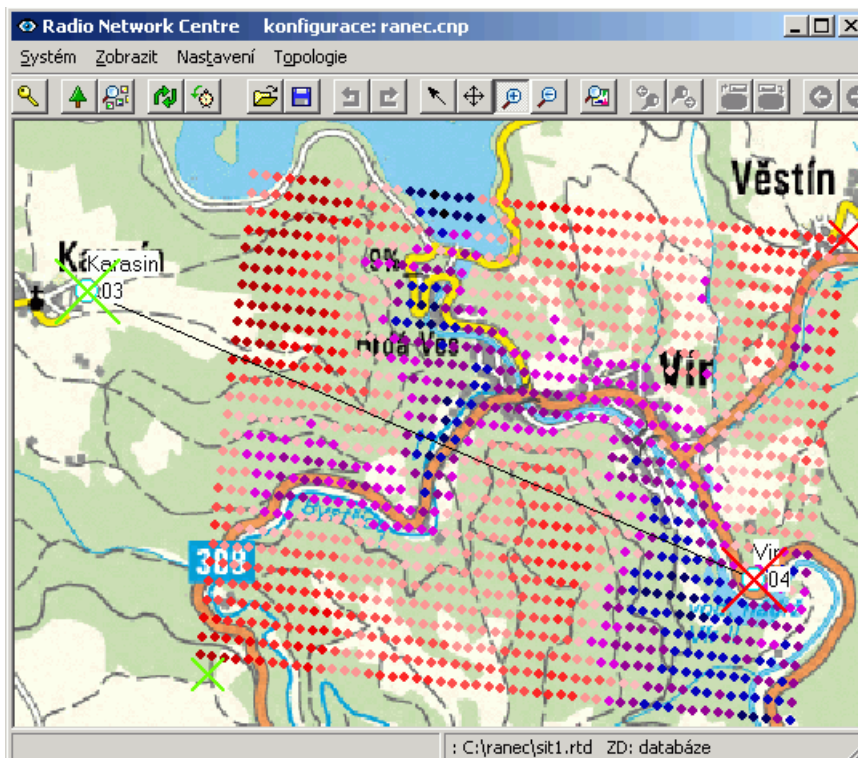 Radio Network Centre    konfigurace: ranec.cnp
Systém Zobrazit Nastavení Topologie
Věstín
Karasin
03
Vír
308
Vir
04
: C:\ranec\sit1.rtd ZD: databáze